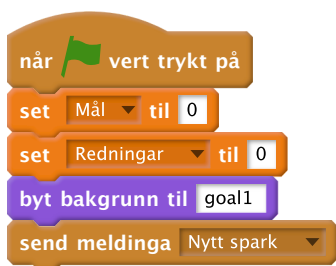 når vert trykt på
set Mål til 0
set Redningar til 0
byt bakgrunn til goal1
send meldinga Nytt spark